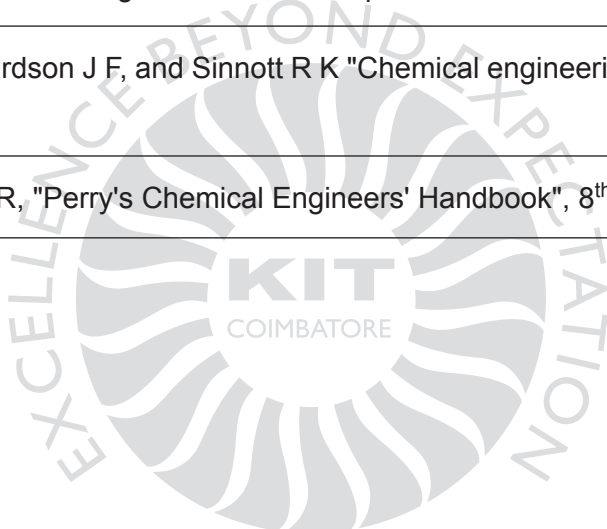 rdson J F, and Sinnott R K "Chemical engineeri
R, "Perry's Chemical Engineers' Handbook", 8th
EXCELLENCE BEYOND EXPECTATION
KIT
COIMBATORE